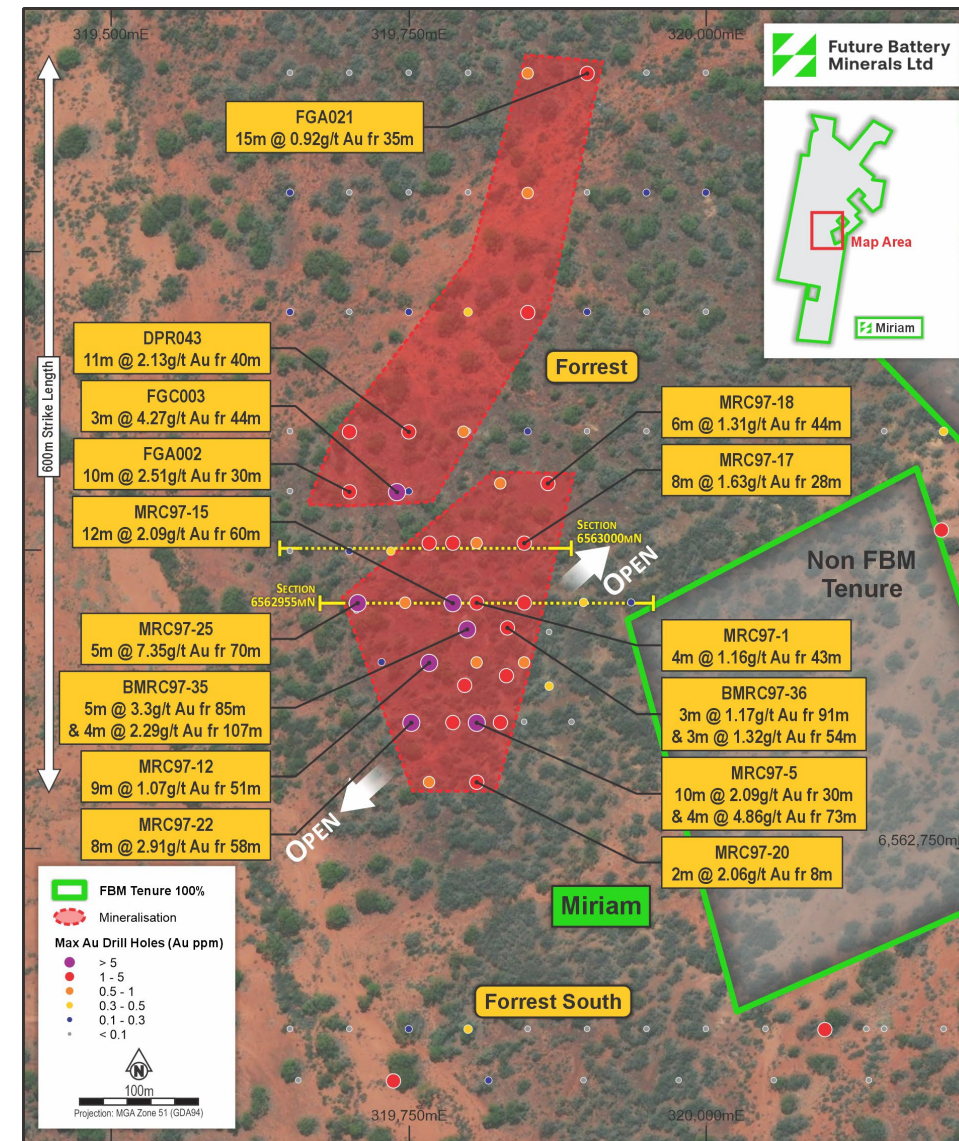 319,500mE
319,750mE
320,000mE
Future Battery
Minerals Ltd
Map Area
Miriam
FGA021
15m @ 0.92g/t Au fr 35m
600m Strike Length
DPR043
11m @ 2.13g/t Au fr 40m
FGC003
3m @ 4.27g/t Au fr 44m
FGA002
10m @ 2.51g/t Au fr 30m
MRC97-15
12m @ 2.09g/t Au fr 60m
Forrest
MRC97-18
6m @ 1.31g/t Au fr 44m
MRC97-17
8m @ 1.63g/t Au fr 28m
SECTION
6563000MN
OPEN
SECTION
6562955MN
Non FBM
Tenure
MRC97-25
5m @ 7.35g/t Au fr 70m
BMRC97-35
5m @ 3.3g/t Au fr 85m
& 4m @ 2.29g/t Au fr 107m
MRC97-12
9m @ 1.07g/t Au fr 51m
MRC97-22
8m @ 2.91g/t Au fr 58m
OPEN
MRC97-1
4m @ 1.16g/t Au fr 43m
BMRC97-36
3m @ 1.17g/t Au fr 91m
& 3m @ 1.32g/t Au fr 54m
MRC97-5
10m @ 2.09g/t Au fr 30m
& 4m @ 4.86g/t Au fr 73m
MRC97-20
2m @ 2.06g/t Au fr 8m
6,562,750m
Miriam
Forrest South
FBM Tenure 100%
Mineralisation
Max Au Drill Holes (Au ppm)
> 5
1 - 5
0.5 - 1
0.3 - 0.5
0.1 - 0.3
< 0.1
N
100m
Projection: MGA Zone 51 (GDA94)
319,750mE
320,000mE